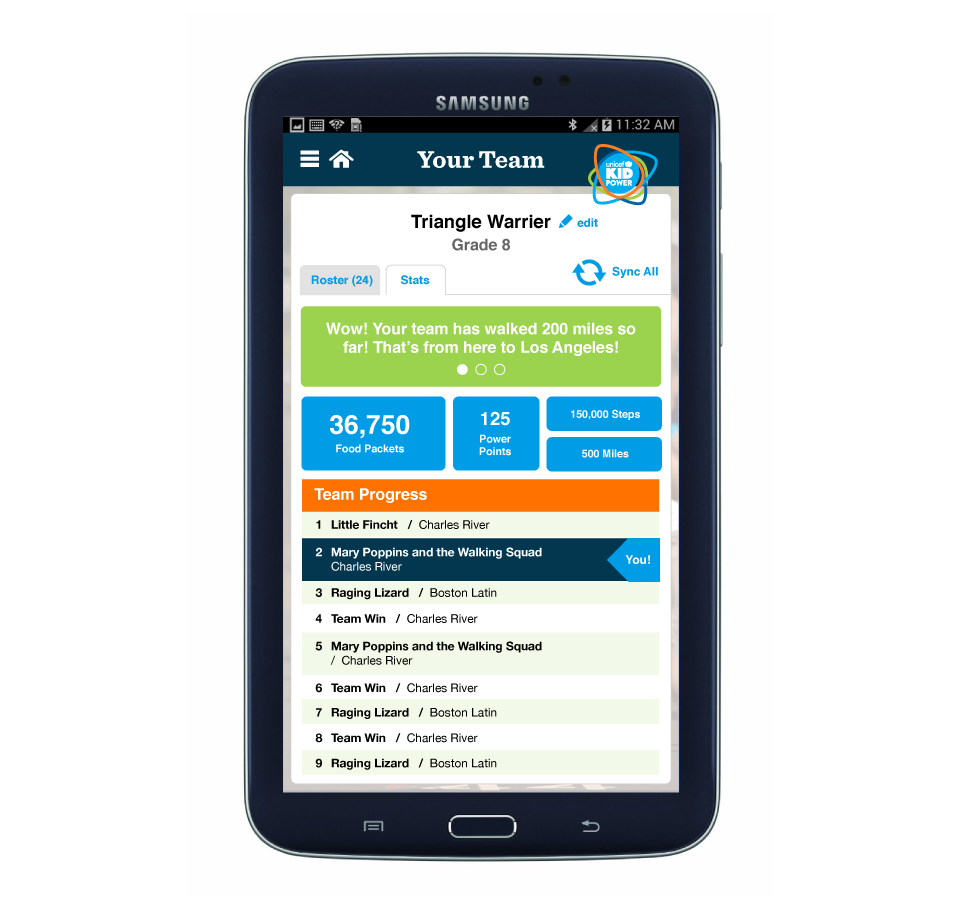 SAMSUNG
11:32 AM
Your Team
unicef
KID
POWER
Triangle Warrier edit
Grade 8
Roster (24) Stats Sync All
Wow! Your team has walked 200 miles so
far! That's from here to Los Angeles!
36,750
Food Packets
125
Power
Points
150,000 Steps
500 Miles
Team Progress
1 Little Fincht / Charles River
2 Mary Poppins and the Walking Squad
Charles River
You!
3 Raging Lizard / Boston Latin
4 Team Win / Charles River
5 Mary Poppins and the Walking Squad
/ Charles River
6 Team Win / Charles River
7 Raging Lizard / Boston Latin
8 Team Win / Charles River
9 Raging Lizard / Boston Latin